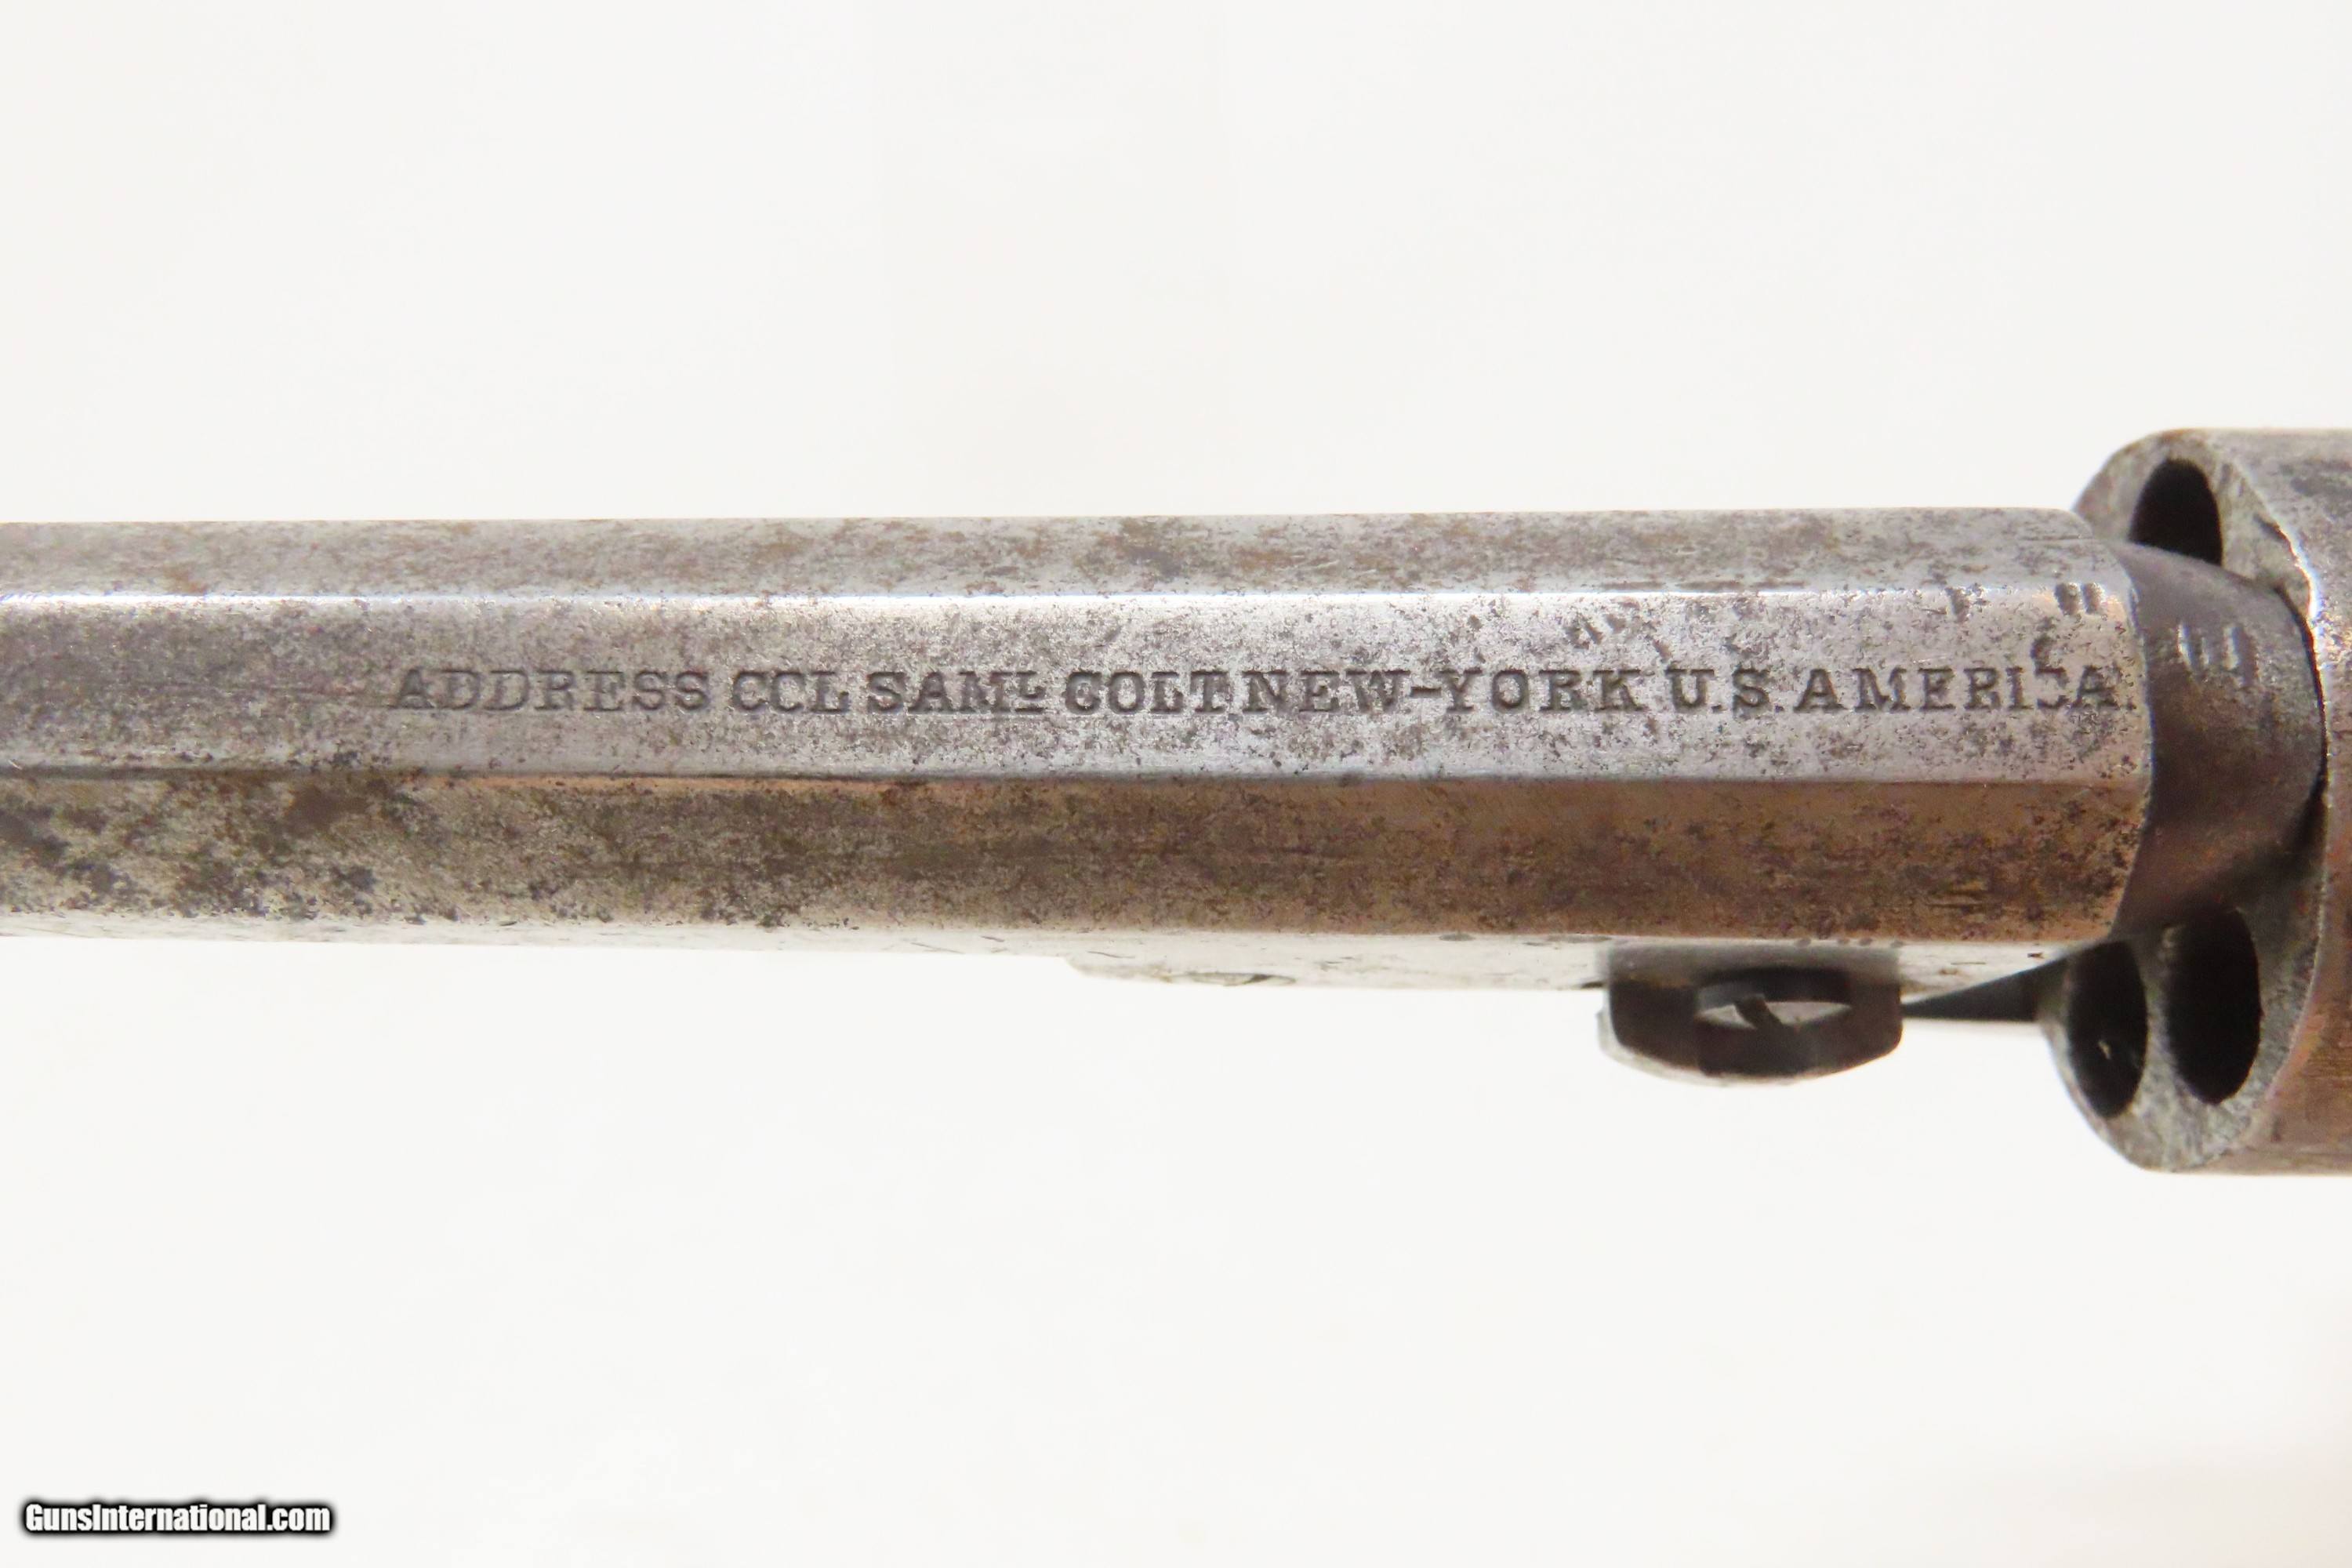 ADDRESS COL SAML COLT NEW-YORK U.S. AMERICA.
GunsInternational.com